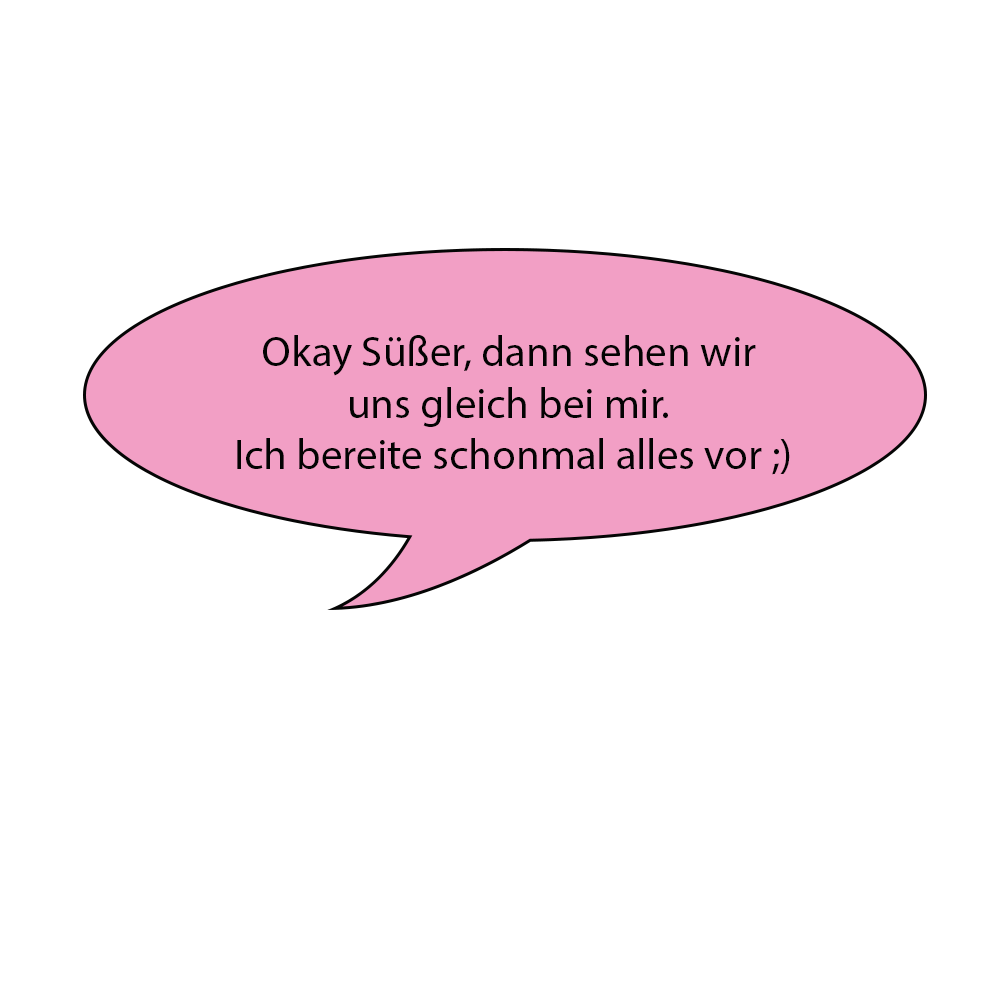 Okay Süßer, dann sehen wir
uns gleich bei mir.
Ich bereite schonmal alles vor ;)